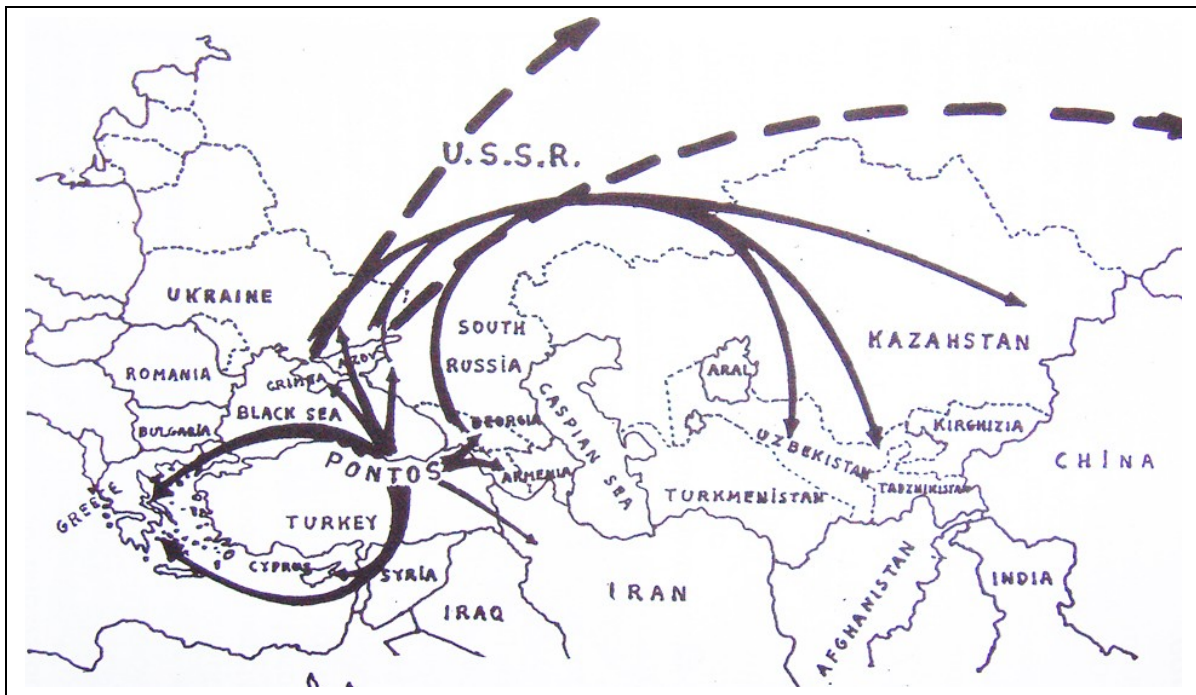 U.S.S.R.
UKRAINE
SOUTH
RUSSIA
KAZAHSTAN
AZOV
CRIMEA
ROMANIA
ARAL
BLACK SEA
BULGARIA
GEORGIA
CASPIAN SEA
KIRGHIZIA
UZBEKISTAN
CHINA
PONTOS
ARMENIA
TADZHIKISTAN
TURKMENISTAN
GREECE
TURKEY
CYPRUS
SYRIA
IRAN
IRAQ
AFGHANISTAN
INDIA